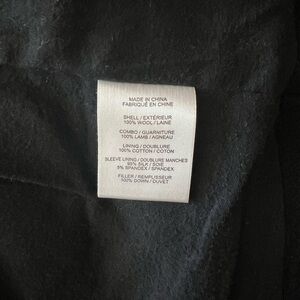 MADE IN CHINA
FABRIQUÉ EN CHINE
SHELL / EXTÉRIEUR
100% WOOL / LAINE
COMBO / GUARNITURE
100% LAMB / AGNEAU
LINING / DOUBLURE
100% COTTON / COTON
SLEEVE LINING / DOUBLURE MANCHES
95% SILK / SOIE
5% SPANDEX / SPANDEX
FILLER / REMPLISSEUR
100% DOWN / DUVET